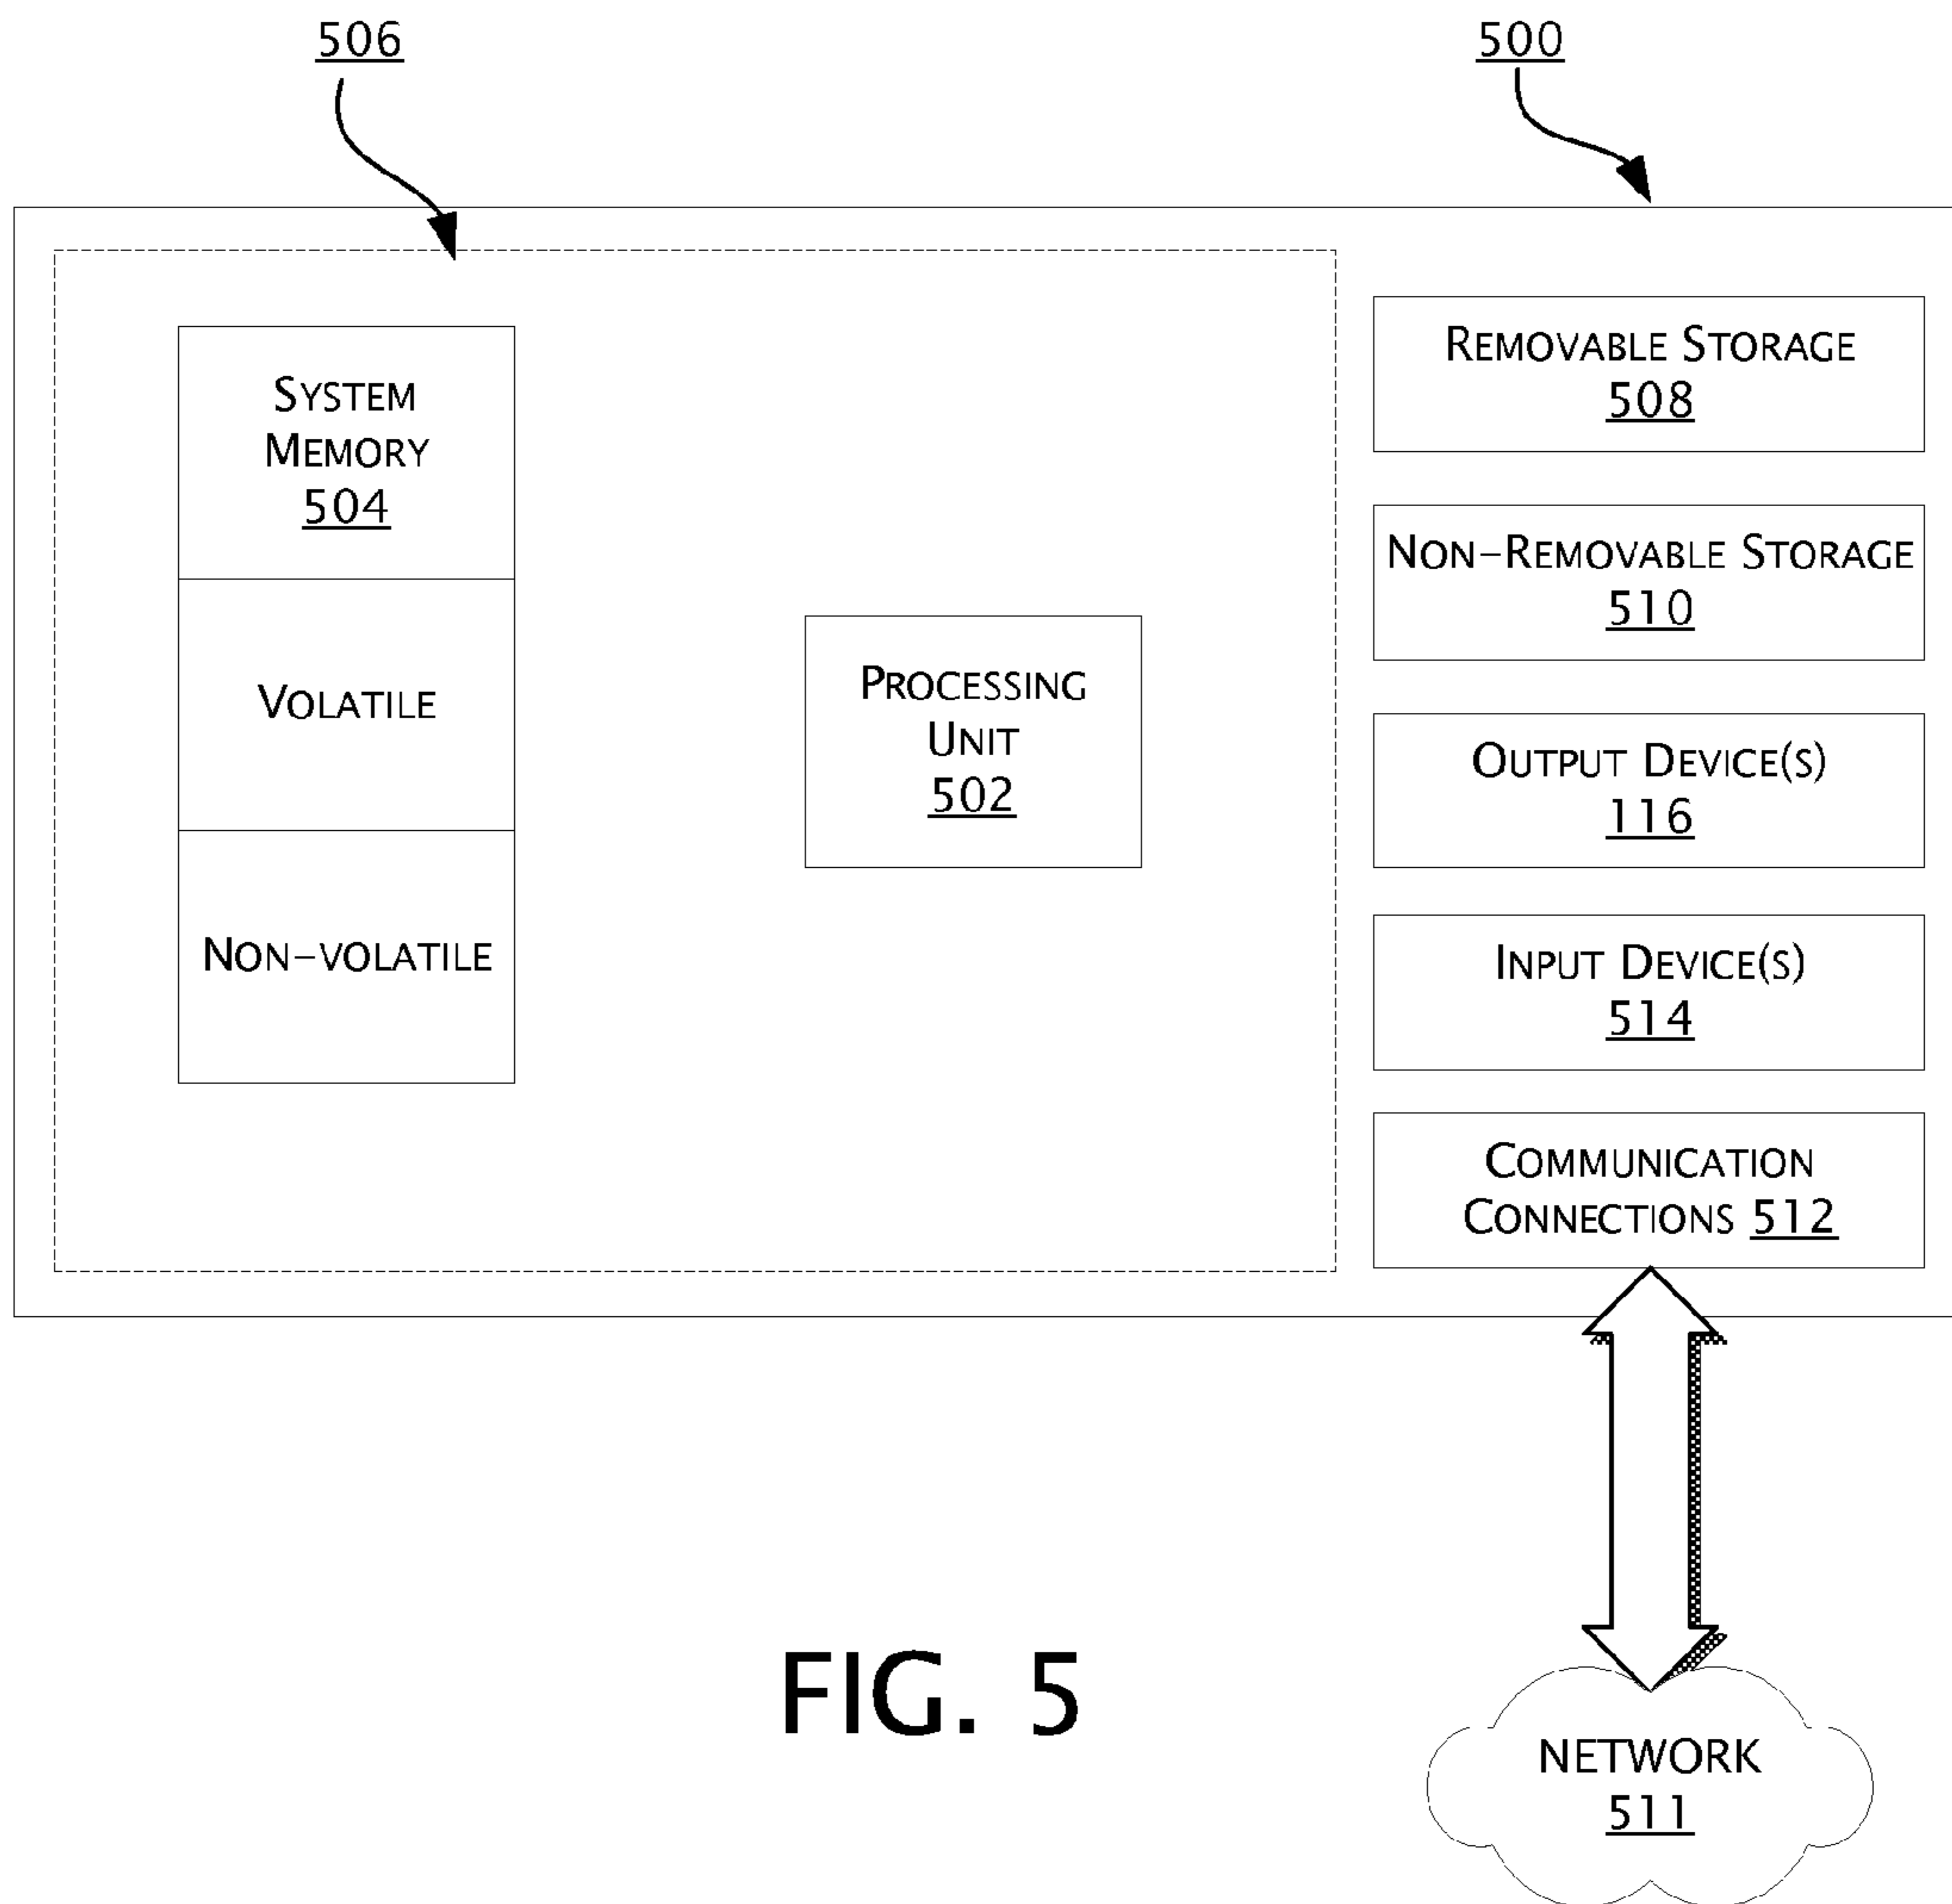 506
500
SYSTEM
MEMORY
504
VOLATILE
NON-VOLATILE
PROCESSING
UNIT
502
REMOVABLE STORAGE
508
NON-REMOVABLE STORAGE
510
OUTPUT DEVICE(S)
116
INPUT DEVICE(S)
514
COMMUNICATION
CONNECTIONS 512
FIG. 5
NETWORK
511